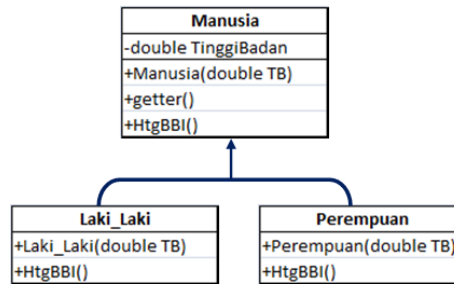 Manusia
-double TinggiBadan
+Manusia(double TB)
+getter()
+HtgBBI()
Laki_Laki
+Laki_Laki(double TB)
+HtgBBI()
Perempuan
+Perempuan(double TB)
+HtgBBI()